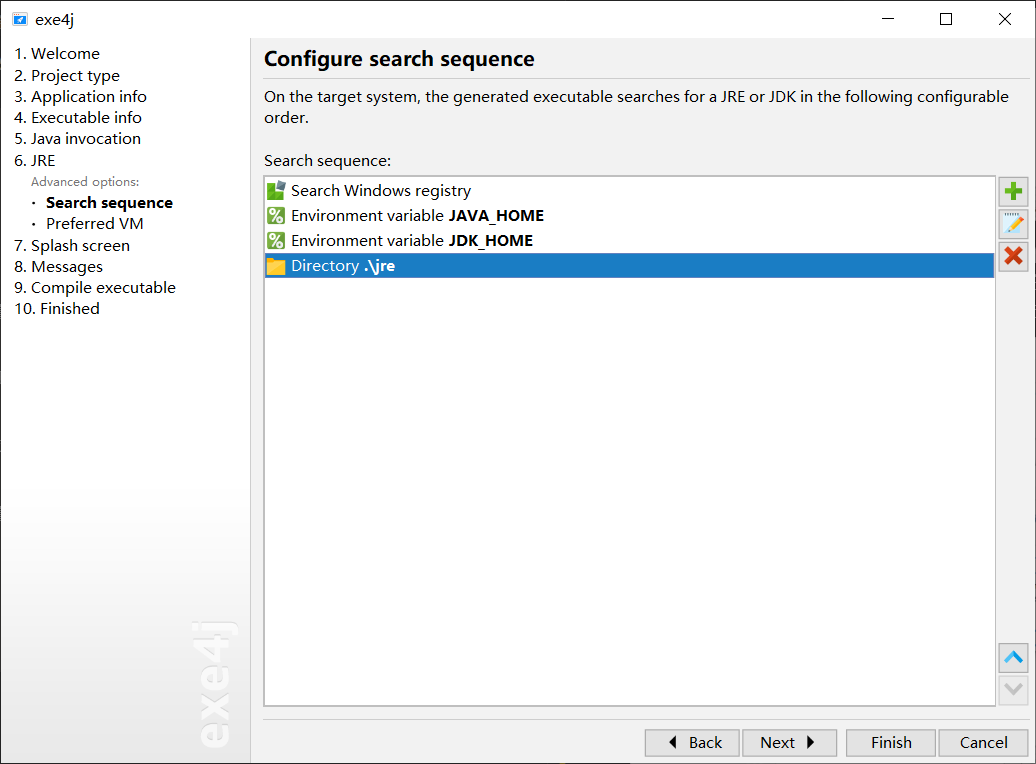 exe4j
1. Welcome
2. Project type
3. Application info
4. Executable info
5. Java invocation
6. JRE
Advanced options:
· Search sequence
· Preferred VM
7. Splash screen
8. Messages
9. Compile executable
10. Finished
exe4j
Configure search sequence
On the target system, the generated executable searches for a JRE or JDK in the following configurable
order.
Search sequence:
Search Windows registry
Environment variable JAVA_HOME
Environment variable JDK_HOME
Directory .\jre
Back
Next
Finish
Cancel